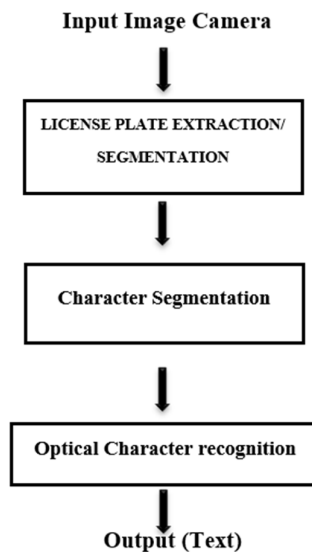 Input Image Camera
LICENSE PLATE EXTRACTION/
SEGMENTATION
Character Segmentation
Optical Character recognition
Output (Text)